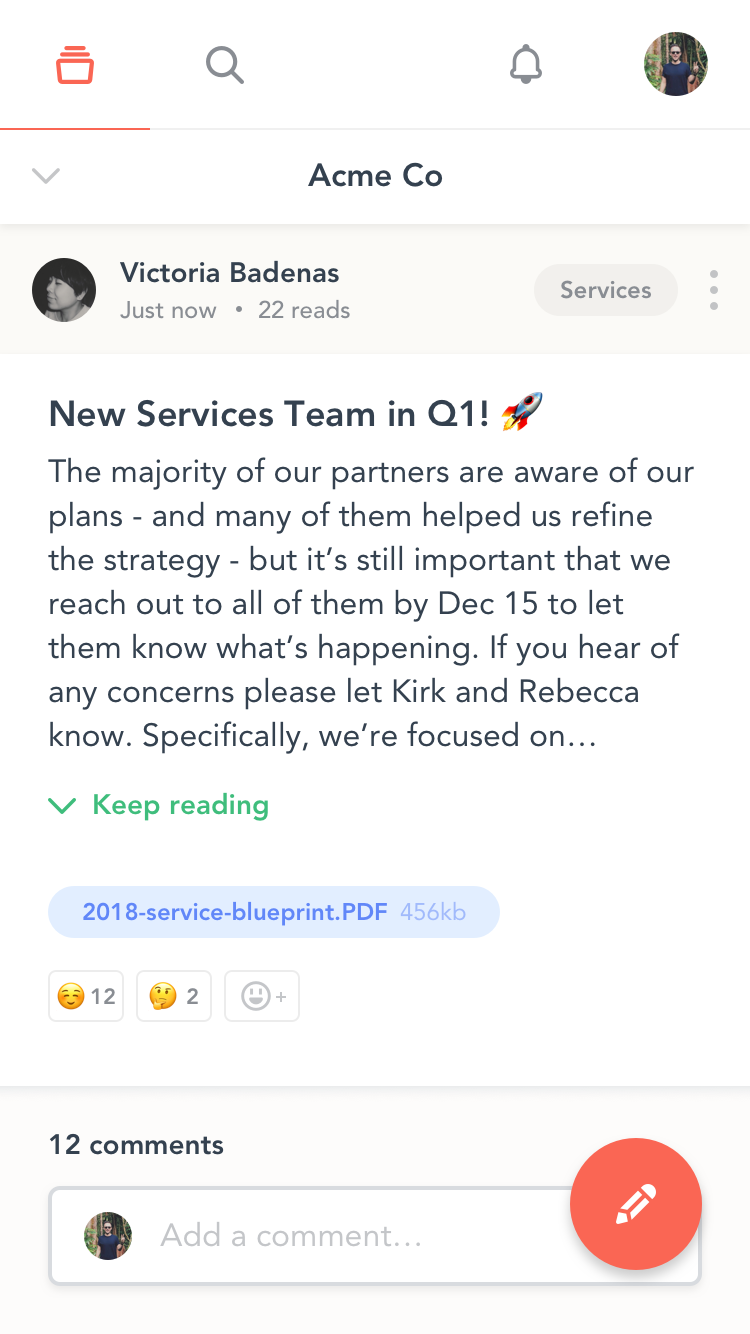 Acme Co
Victoria Badenas
Just now • 22 reads
Services
New Services Team in Q1! 🚀
The majority of our partners are aware of our
plans - and many of them helped us refine
the strategy - but it’s still important that we
reach out to all of them by Dec 15 to let
them know what’s happening. If you hear of
any concerns please let Kirk and Rebecca
know. Specifically, we’re focused on…
Keep reading
2018-service-blueprint.PDF 456kb
☺️ 12 🤔 2 +
12 comments
Add a comment…